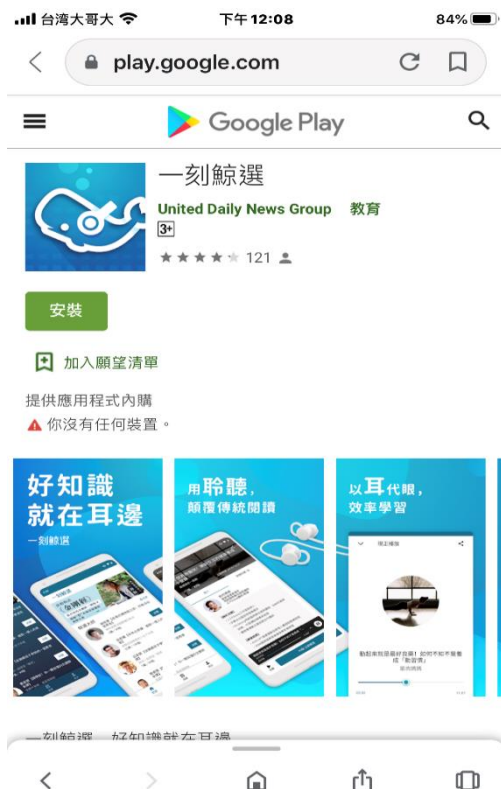 台湾大哥大
下午12:08
84%
play.google.com
Google Play
一刻鯨選
United Daily News Group 教育
3+
121
安裝
加入願望清單
提供應用程式內購
你沒有任何裝置。
好知識
就在耳邊
一刻鯨選
用聆聽,
顛覆傳統閱讀
以耳代眼,
效率學習
一刻鯨選 好知識就在耳邊